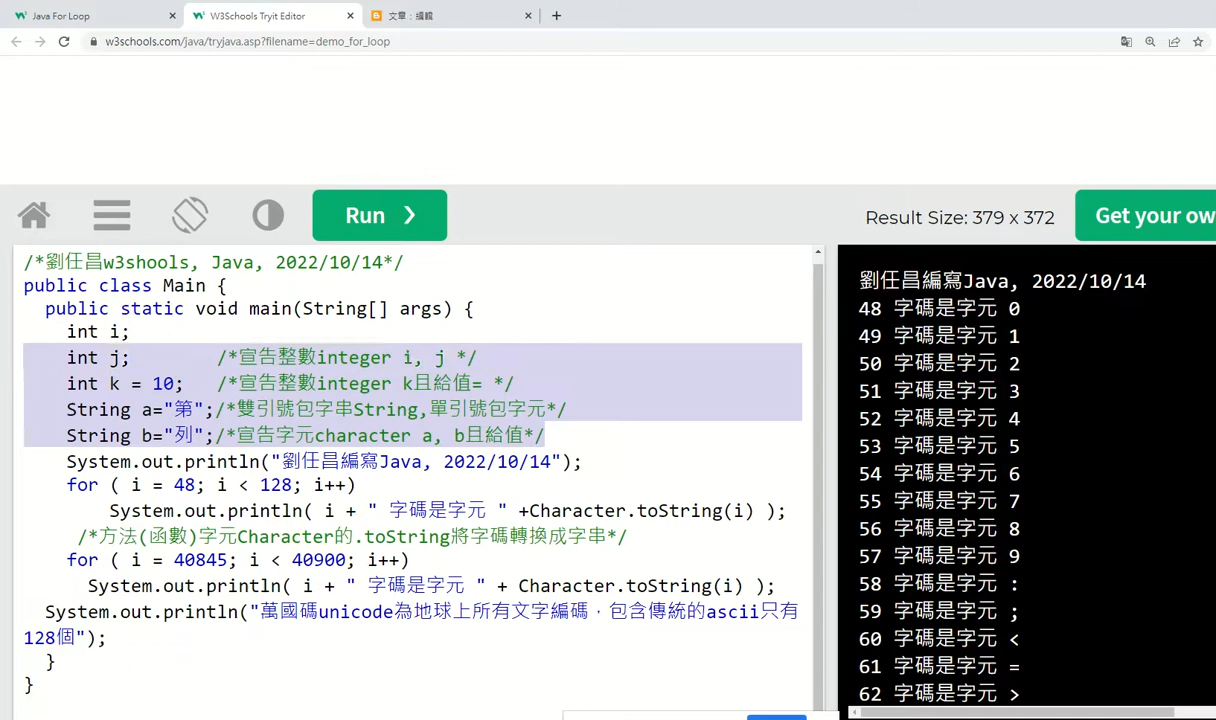 Java For Loop
W3Schools Tryit Editor
文章：編輯
w3schools.com/java/tryjava.asp?filename=demo_for_loop
Run ❯
Result Size: 379 x 372
Get your ow
/*劉任昌w3shools, Java, 2022/10/14*/
public class Main {
public static void main(String[] args) {
int i;
int j; /*宣告整數integer i, j */
int k = 10; /*宣告整數integer k且給值= */
String a="第";/*雙引號包字串String,單引號包字元*/
String b="列";/*宣告字元character a, b且給值*/
System.out.println("劉任昌編寫Java, 2022/10/14");
for ( i = 48; i < 128; i++)
System.out.println( i + " 字碼是字元 " +Character.toString(i) );
/*方法(函數)字元Character的.toString將字碼轉換成字串*/
for ( i = 40845; i < 40900; i++)
System.out.println( i + " 字碼是字元 " + Character.toString(i) );
System.out.println("萬國碼unicode為地球上所有文字編碼，包含傳統的ascii只有
128個");
}
}
劉任昌編寫Java, 2022/10/14
48 字碼是字元 0
49 字碼是字元 1
50 字碼是字元 2
51 字碼是字元 3
52 字碼是字元 4
53 字碼是字元 5
54 字碼是字元 6
55 字碼是字元 7
56 字碼是字元 8
57 字碼是字元 9
58 字碼是字元 :
59 字碼是字元 ;
60 字碼是字元 <
61 字碼是字元 =
62 字碼是字元 >